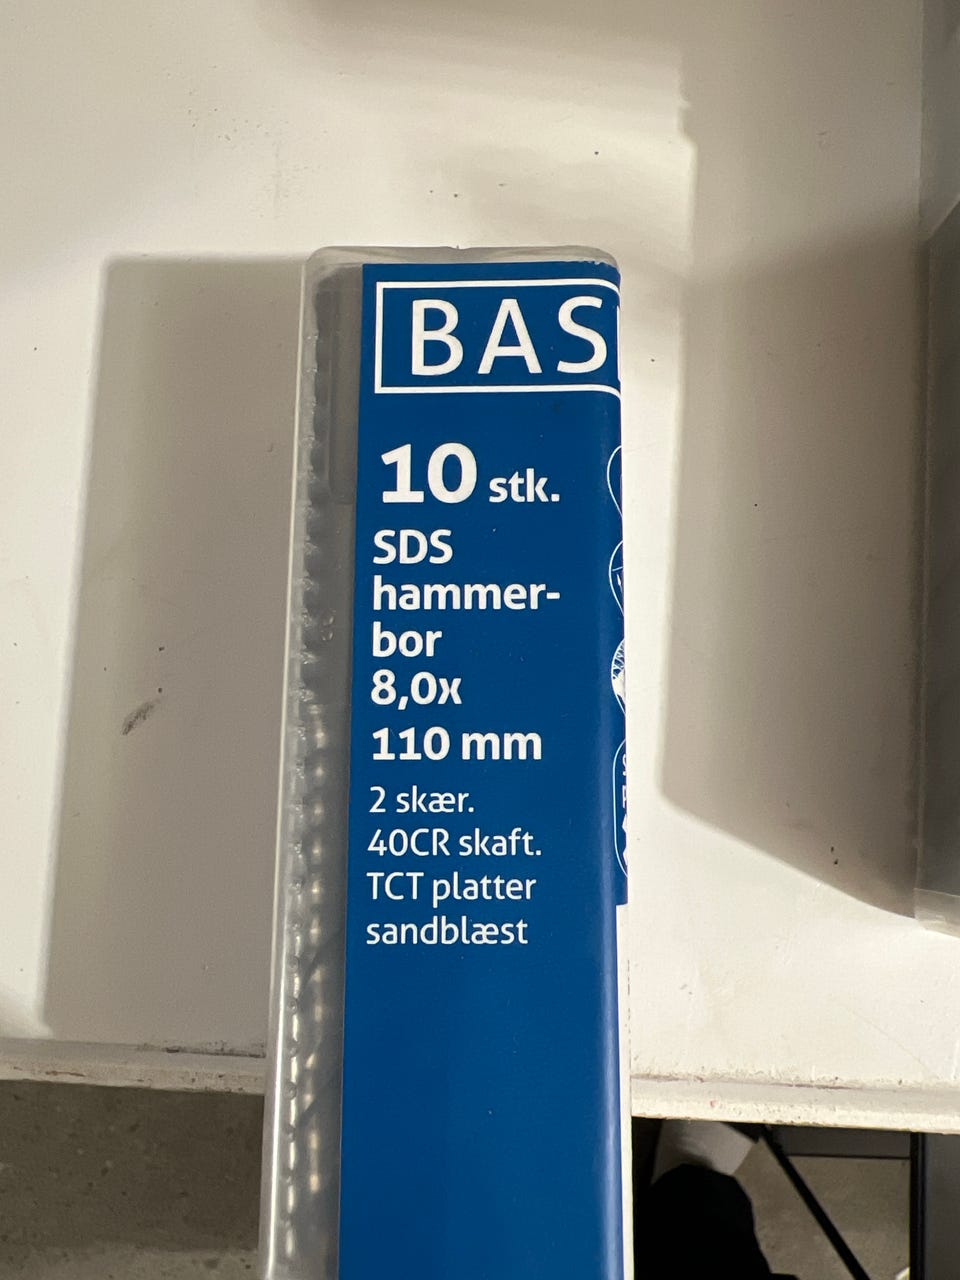 BAS
10 stk.
SDS
hammer-
bor
8,0x
110 mm
2 skær.
40CR skaft.
TCT platter
sandblæst